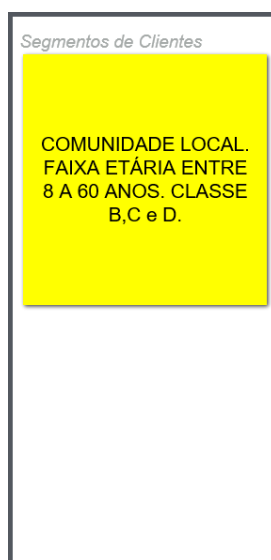 Segmentos de Clientes
COMUNIDADE LOCAL.
FAIXA ETÁRIA ENTRE
8 A 60 ANOS. CLASSE
B,C e D.